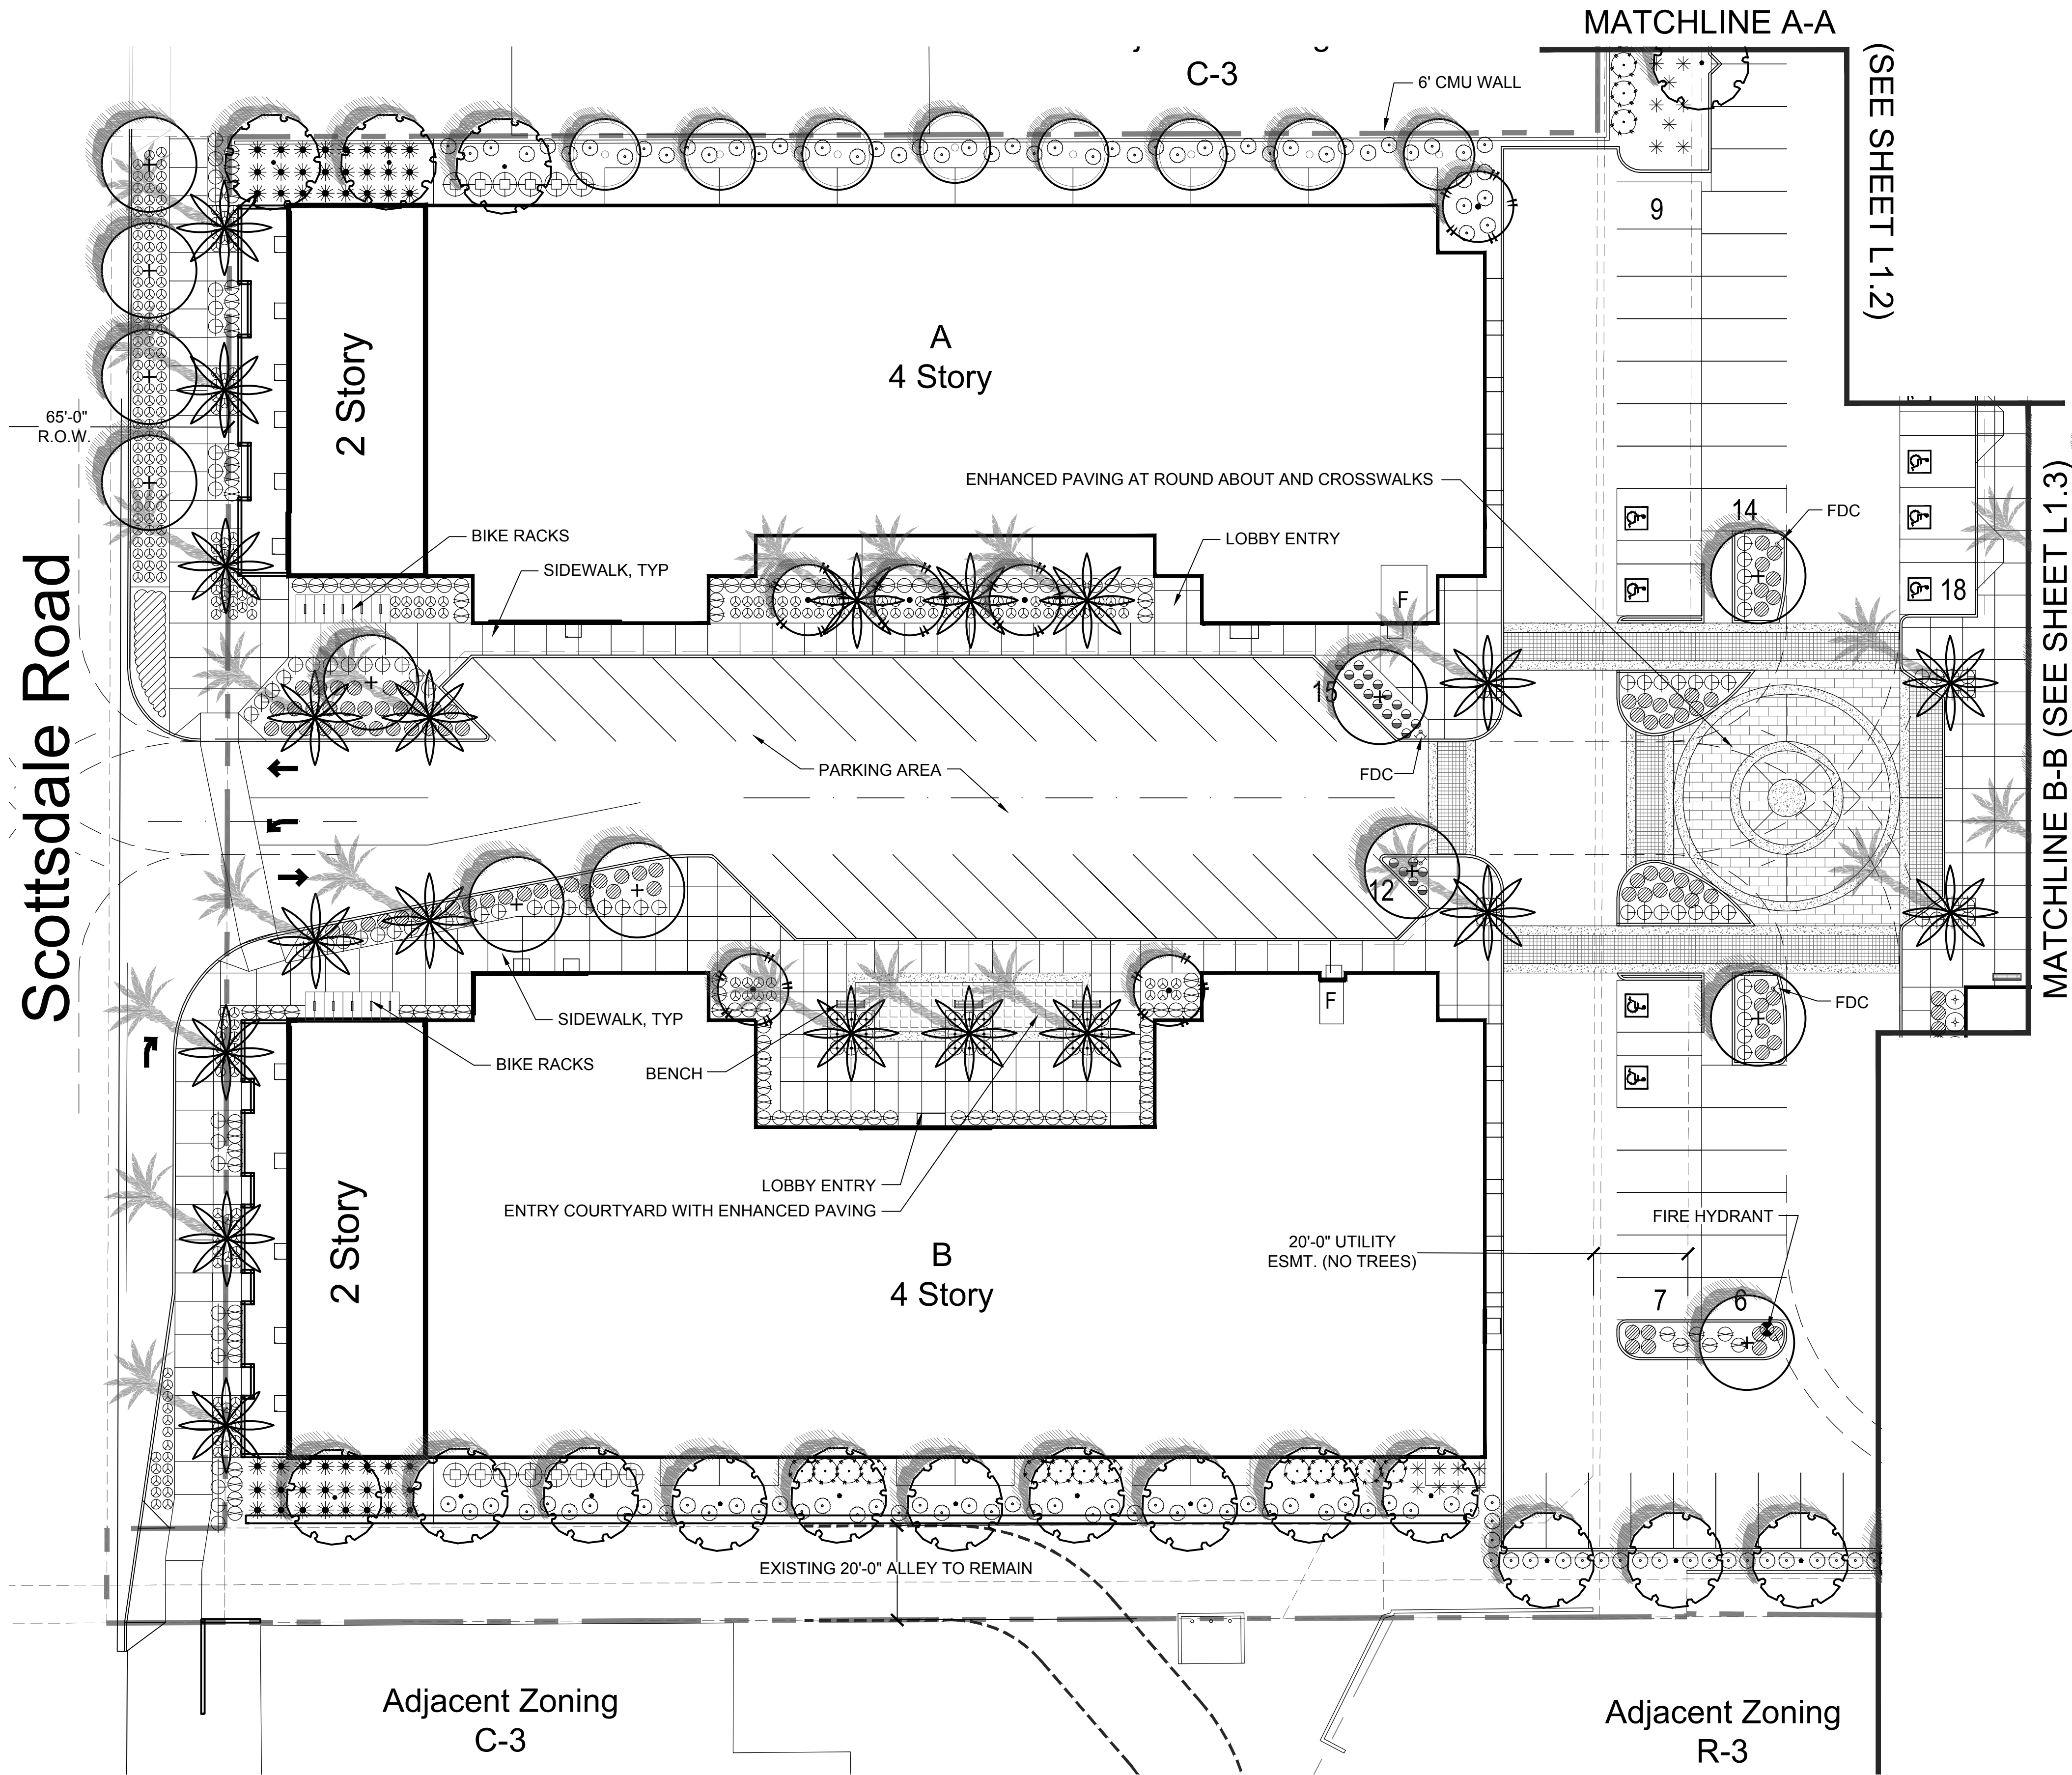 MATCHLINE A-A
(SEE SHEET L1.2)
C-3
6' CMU WALL
9
2 Story
A
4 Story
65'-0"
R.O.W.
ENHANCED PAVING AT ROUND ABOUT AND CROSSWALKS
14
FDC
BIKE RACKS
LOBBY ENTRY
SIDEWALK, TYP
F
18
Scottsdale Road
MATCHLINE B-B (SEE SHEET L1.3)
15
PARKING AREA
FDC
12
SIDEWALK, TYP
F
FDC
BIKE RACKS
BENCH
LOBBY ENTRY
ENTRY COURTYARD WITH ENHANCED PAVING
2 Story
B
4 Story
20'-0" UTILITY
ESMT. (NO TREES)
FIRE HYDRANT
7
6
EXISTING 20'-0" ALLEY TO REMAIN
Adjacent Zoning
C-3
Adjacent Zoning
R-3